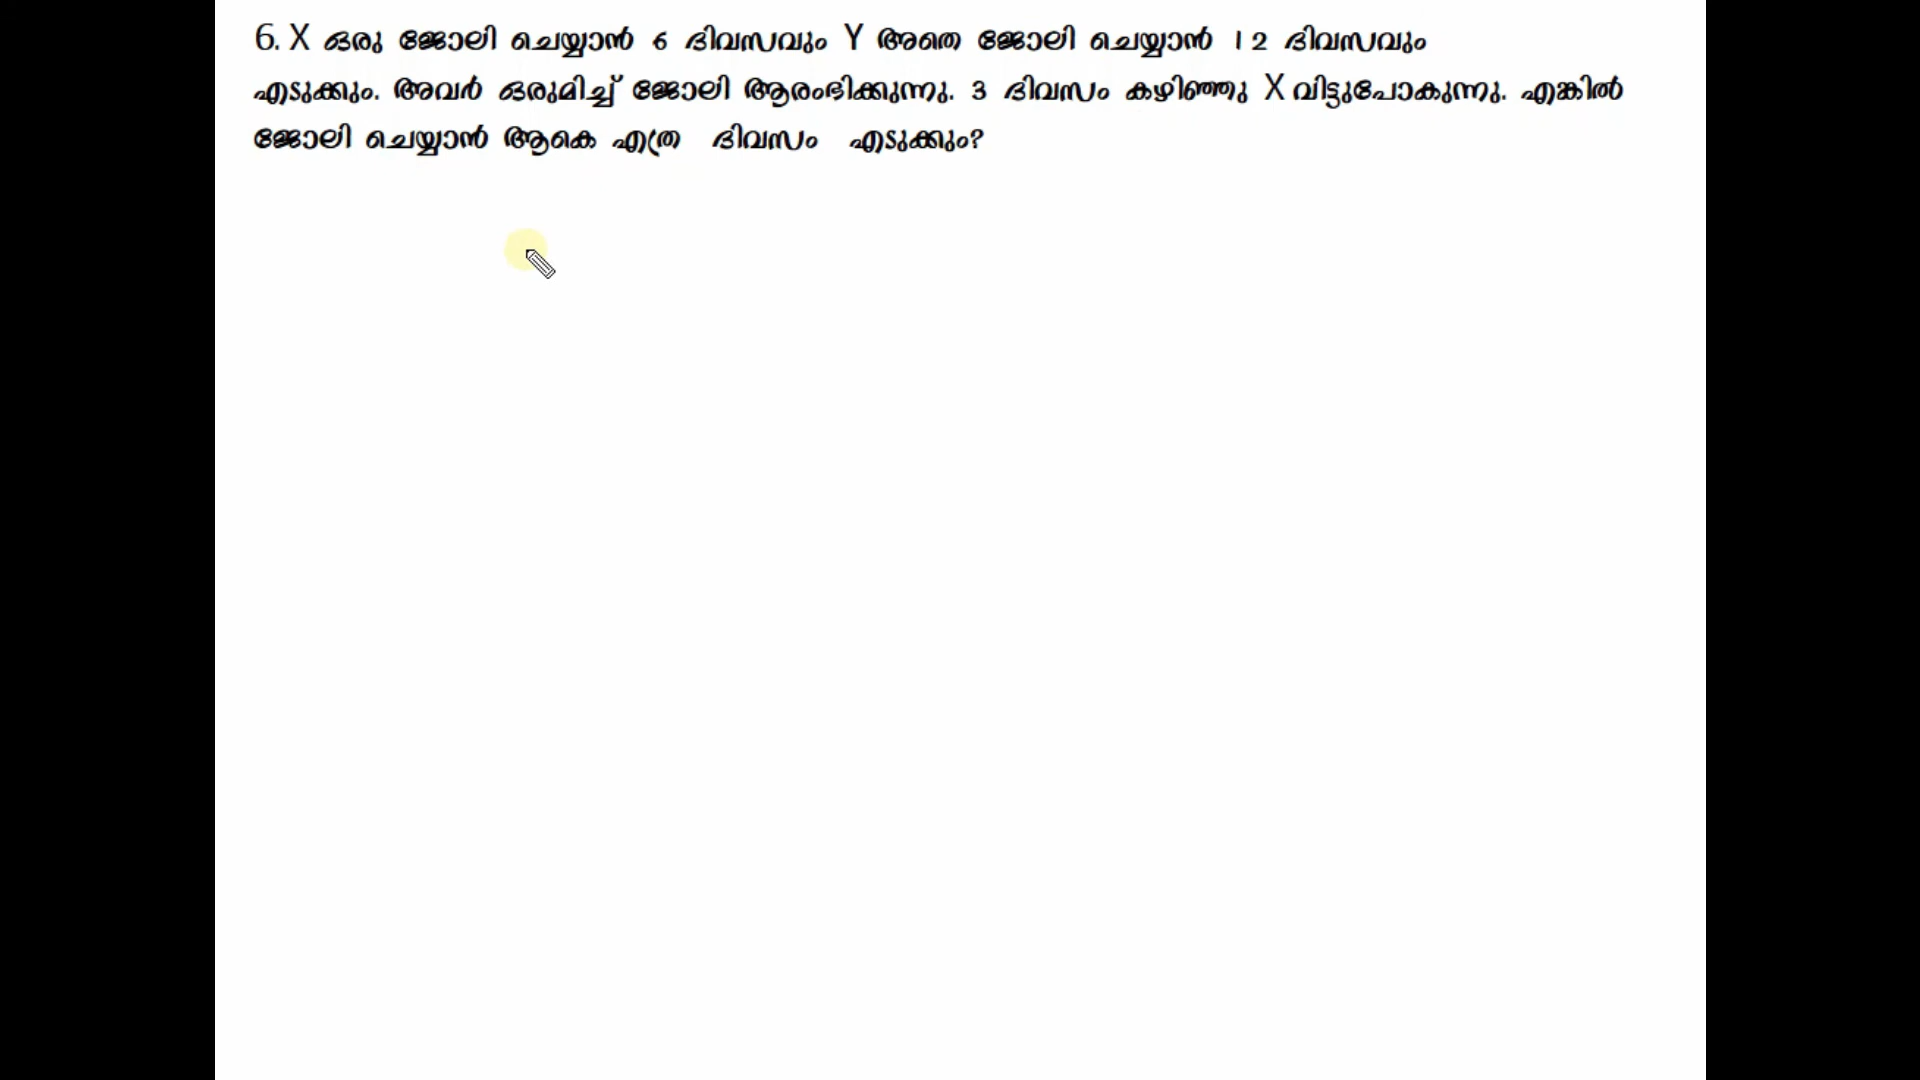 6. X ഒരു ജോലി ചെയ്യാൻ 6 ദിവസവും Y അതെ ജോലി ചെയ്യാൻ 12 ദിവസവും
എടുക്കും. അവർ ഒരുമിച്ച് ജോലി ആരംഭിക്കുന്നു. 3 ദിവസം കഴിഞ്ഞു X വിട്ടുപോകുന്നു. എങ്കിൽ
ജോലി ചെയ്യാൻ ആകെ എത്ര ദിവസം എടുക്കും?